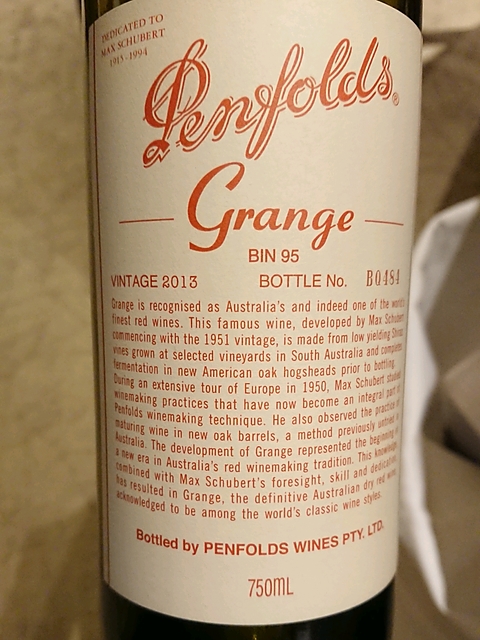 DEDICATED TO
MAX SCHUBERT
1915-1994
Penfolds®
Grange
BIN 95
VINTAGE 2013 BOTTLE No. B0484
Grange is recognised as Australia's and indeed one of the world's
finest red wines. This famous wine, developed by Max Schubert
commencing with the 1951 vintage, is made from low yielding Shiraz
vines grown at selected vineyards in South Australia and completes
fermentation in new American oak hogsheads prior to bottling.
During an extensive tour of Europe in 1950, Max Schubert studied
winemaking practices that have now become an integral part of
Penfolds winemaking technique. He also observed the practice of
maturing wine in new oak barrels, a method previously untried in
Australia. The development of Grange represented the beginning of
a new era in Australia's red winemaking tradition. This knowledge
combined with Max Schubert's foresight, skill and dedication
has resulted in Grange, the definitive Australian dry red wine,
acknowledged to be among the world's classic wine styles.
Bottled by PENFOLDS WINES PTY. LTD.
750ML